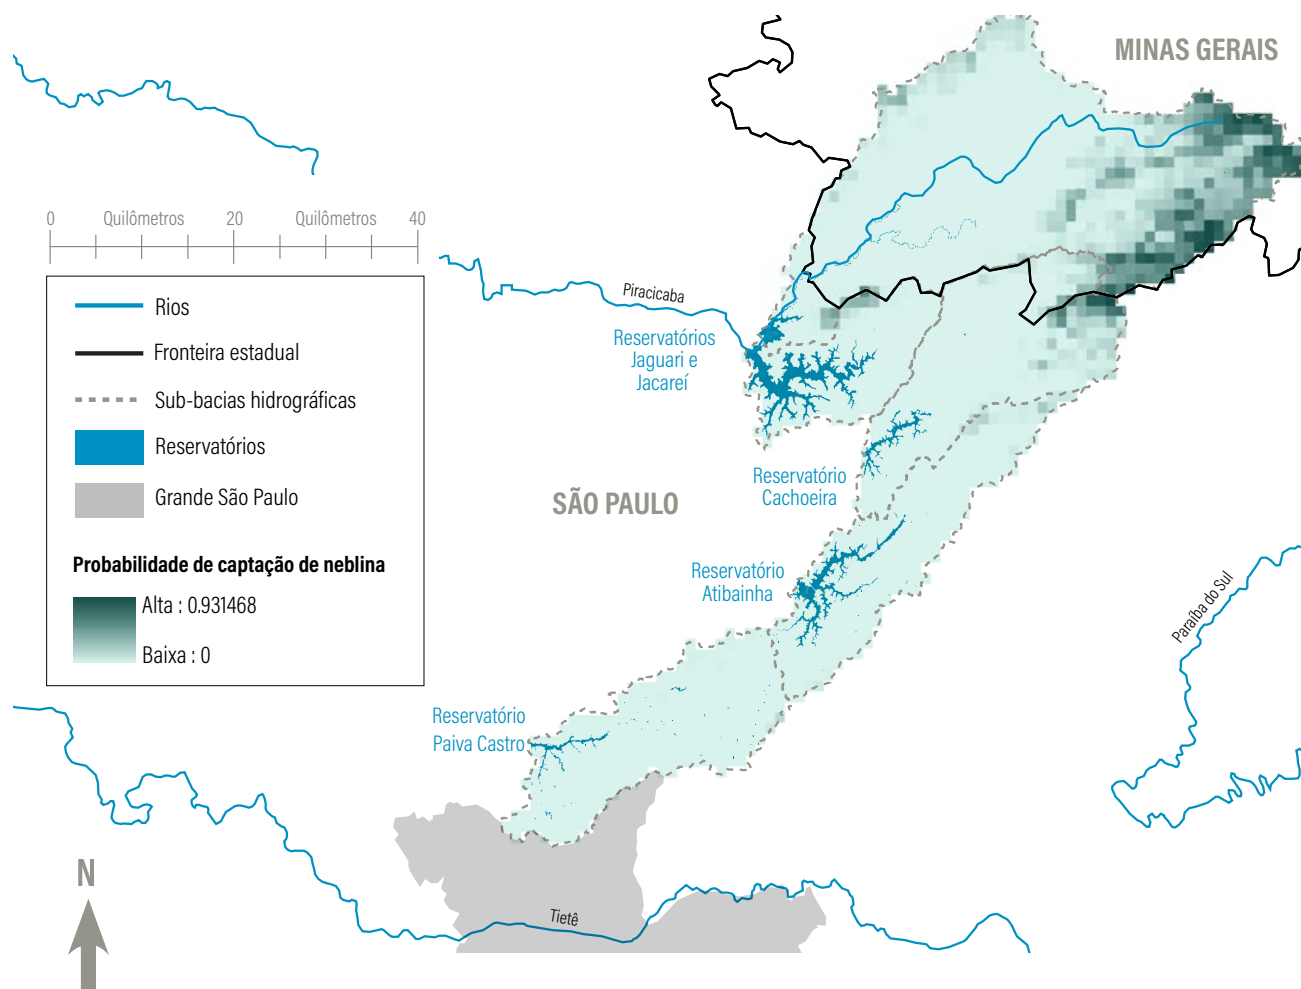 MINAS GERAIS
0 Quilômetros 20 Quilômetros 40
Rios
Fronteira estadual
Sub-bacias hidrográficas
Reservatórios
Grande São Paulo
Probabilidade de captação de neblina
Alta : 0.931468
Baixa : 0
Piracicaba
Reservatórios
Jaguari e
Jacareí
Reservatório
Cachoeira
SÃO PAULO
Reservatório
Atibainha
Paraíba do Sul
Reservatório
Paiva Castro
Tietê
N